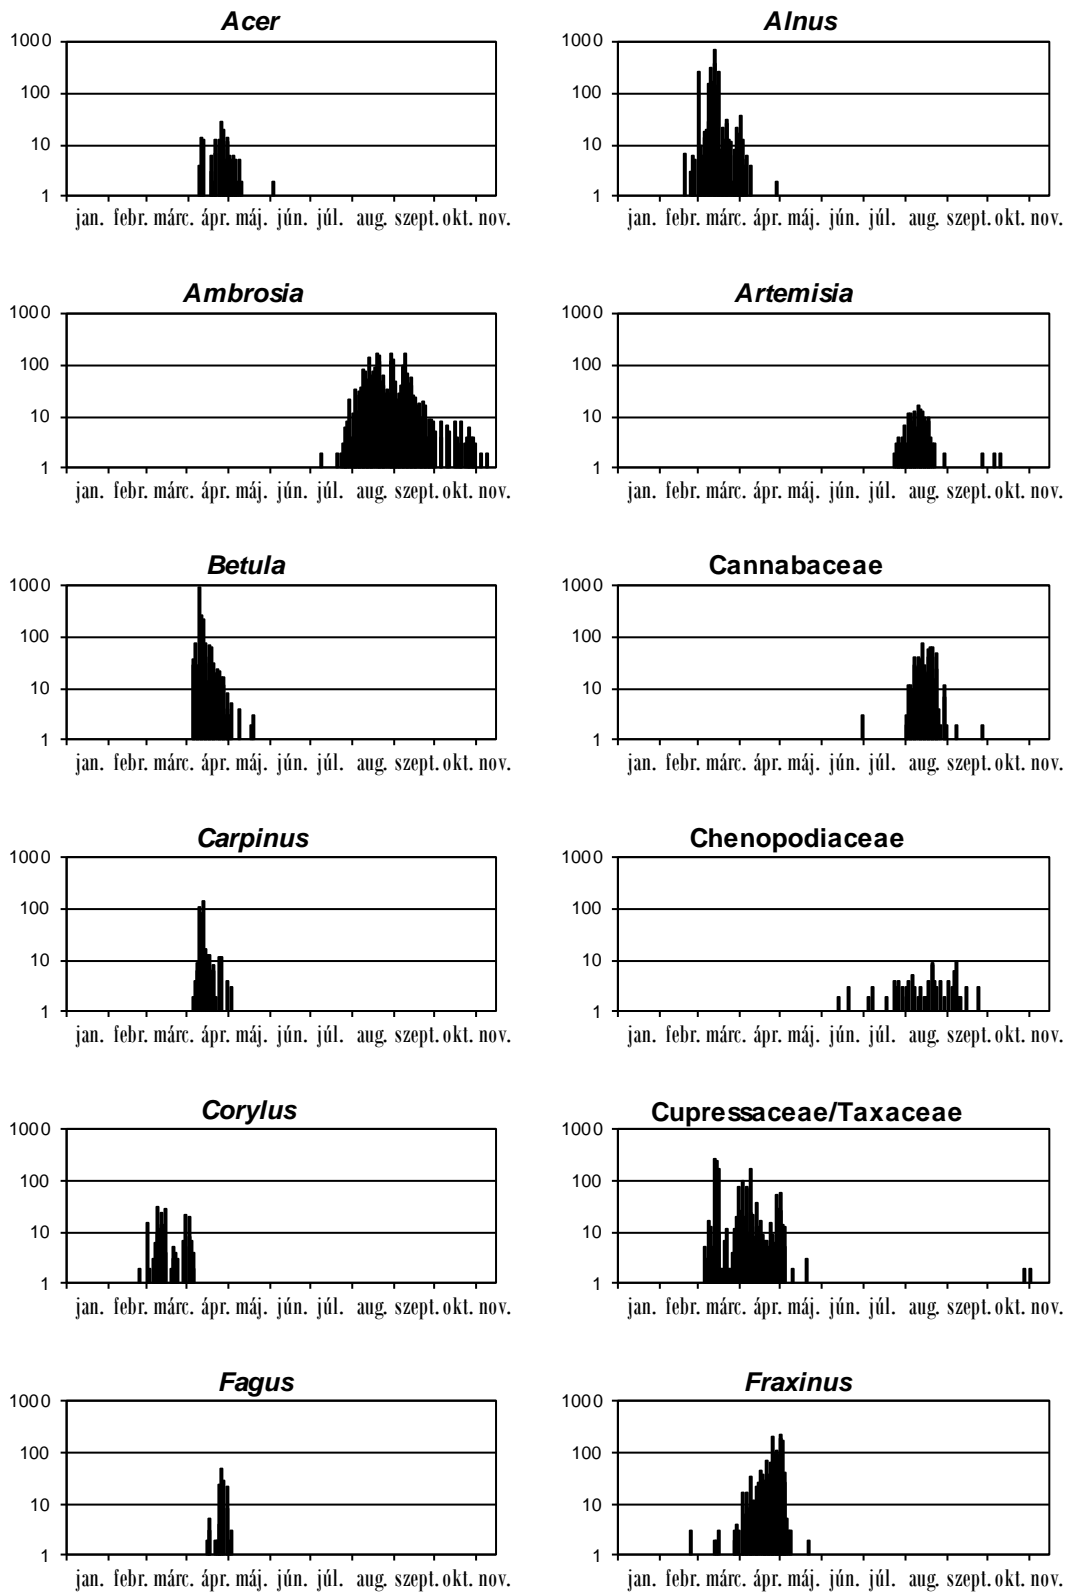 Acer
1000
100
10
1
jan. febr. márc. ápr. máj. jún. júl. aug. szept. okt. nov.
Alnus
1000
100
10
1
jan. febr. márc. ápr. máj. jún. júl. aug. szept. okt. nov.
Ambrosia
1000
100
10
1
jan. febr. márc. ápr. máj. jún. júl. aug. szept. okt. nov.
Artemisia
1000
100
10
1
jan. febr. márc. ápr. máj. jún. júl. aug. szept. okt. nov.
Betula
1000
100
10
1
jan. febr. márc. ápr. máj. jún. júl. aug. szept. okt. nov.
Cannabaceae
1000
100
10
1
jan. febr. márc. ápr. máj. jún. júl. aug. szept. okt. nov.
Carpinus
1000
100
10
1
jan. febr. márc. ápr. máj. jún. júl. aug. szept. okt. nov.
Chenopodiaceae
1000
100
10
1
jan. febr. márc. ápr. máj. jún. júl. aug. szept. okt. nov.
Corylus
1000
100
10
1
jan. febr. márc. ápr. máj. jún. júl. aug. szept. okt. nov.
Cupressaceae/Taxaceae
1000
100
10
1
jan. febr. márc. ápr. máj. jún. júl. aug. szept. okt. nov.
Fagus
1000
100
10
1
jan. febr. márc. ápr. máj. jún. júl. aug. szept. okt. nov.
Fraxinus
1000
100
10
1
jan. febr. márc. ápr. máj. jún. júl. aug. szept. okt. nov.